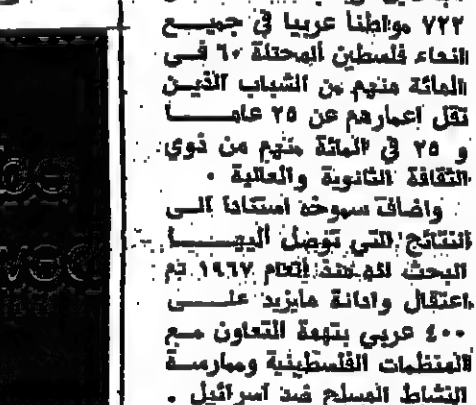 ٧٢٢ مواطنا عربيا في جميع
انحاء فلسطين المحتلة ٦٠ في
المائة منهم من الشباب الذين
تقل اعمارهم عن ٢٥ عاما
و ٢٥ في المائة منهم من ذوي
الثقافة الثانوية والعالية .
واضاف سموحه استنادا الى
النتائج التي توصل اليها
البحث انه منذ العام ١٩٦٧ تم
اعتقال وادانة مايزيد على
٤٠٠ عربي بتهمة التعاون مع
المنظمات الفلسطينية وممارسة
النشاط المسلح ضد اسرائيل .